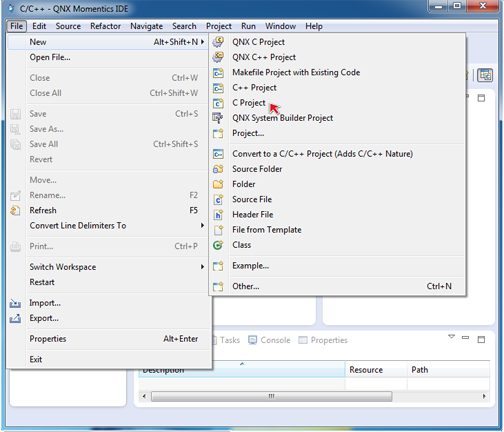 C/C++ - QNX Momentics IDE
File Edit Source Refactor Navigate Search Project Run Window Help
New Alt+Shift+N
Open File...
Close Ctrl+W
Close All Ctrl+Shift+W
Save Ctrl+S
Save As...
Save All Ctrl+Shift+S
Revert
Move...
Rename... F2
Refresh F5
Convert Line Delimiters To
Print... Ctrl+P
Switch Workspace
Restart
Import...
Export...
Properties Alt+Enter
Exit
QNX C Project
QNX C++ Project
Makefile Project with Existing Code
C++ Project
C Project
QNX System Builder Project
Project...
Convert to a C/C++ Project (Adds C/C++ Nature)
Source Folder
Folder
Source File
Header File
File from Template
Class
Example...
Other... Ctrl+N
Tasks Console Properties
Description Resource Path